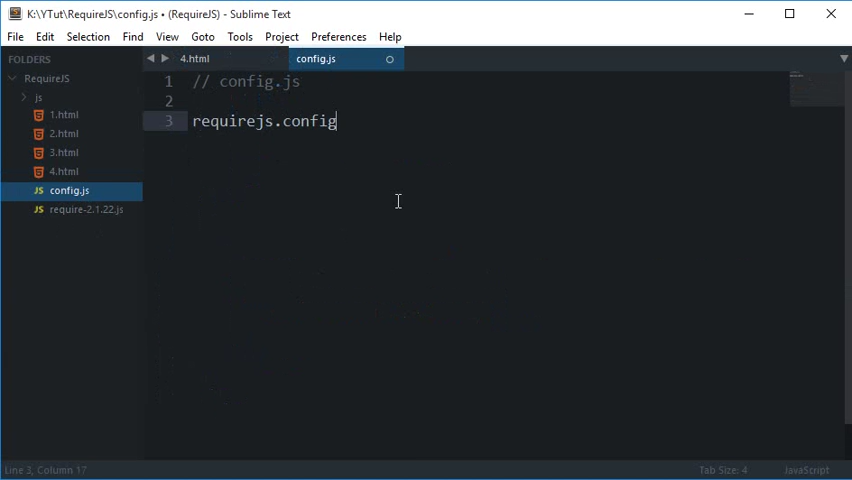 K:\YTut\RequireJS\config.js • (RequireJS) - Sublime Text
File Edit Selection Find View Goto Tools Project Preferences Help
FOLDERS
RequireJS
js
1.html
2.html
3.html
4.html
JS config.js
JS require-2.1.22.js
4.html config.js
1 // config.js
2
3 requirejs.config
Line 3, Column 17 Tab Size: 4 JavaScript